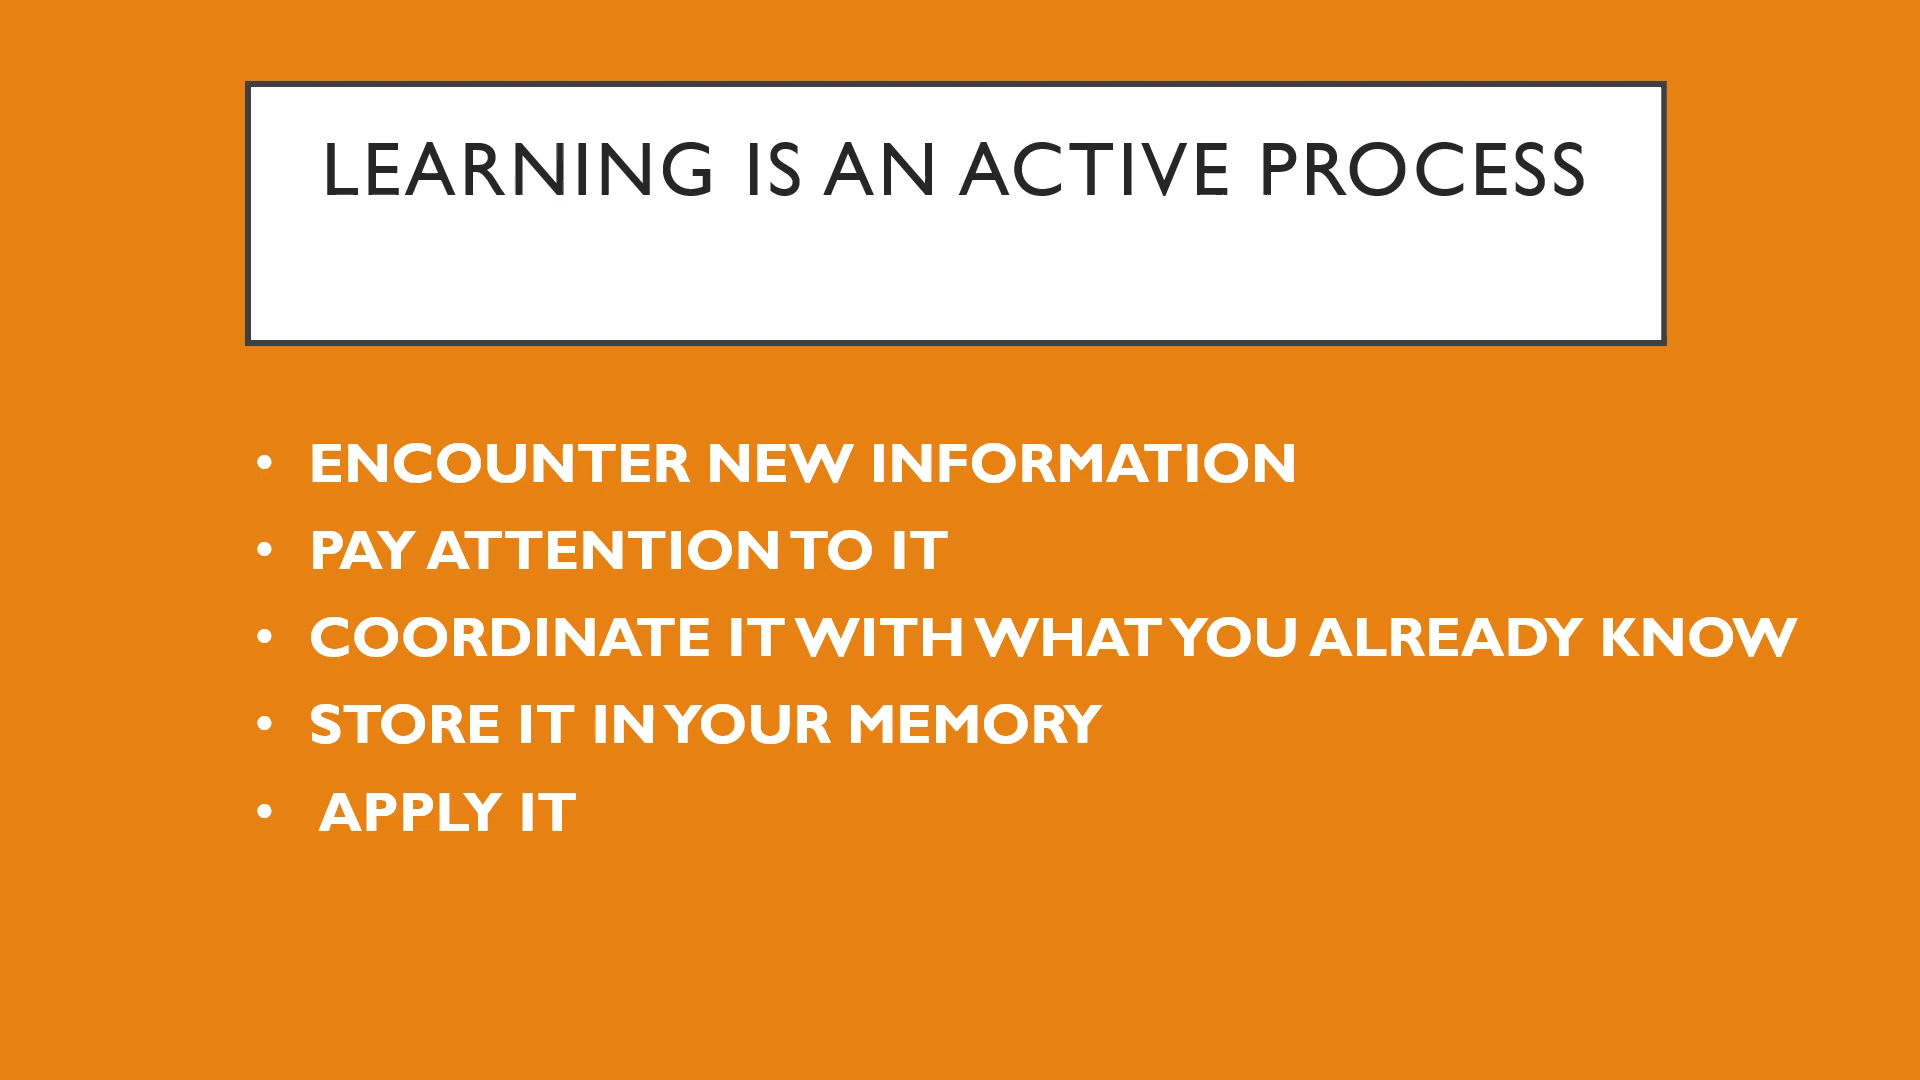 LEARNING IS AN ACTIVE PROCESS
• ENCOUNTER NEW INFORMATION
• PAY ATTENTION TO IT
• COORDINATE IT WITH WHAT YOU ALREADY KNOW
• STORE IT IN YOUR MEMORY
• APPLY IT